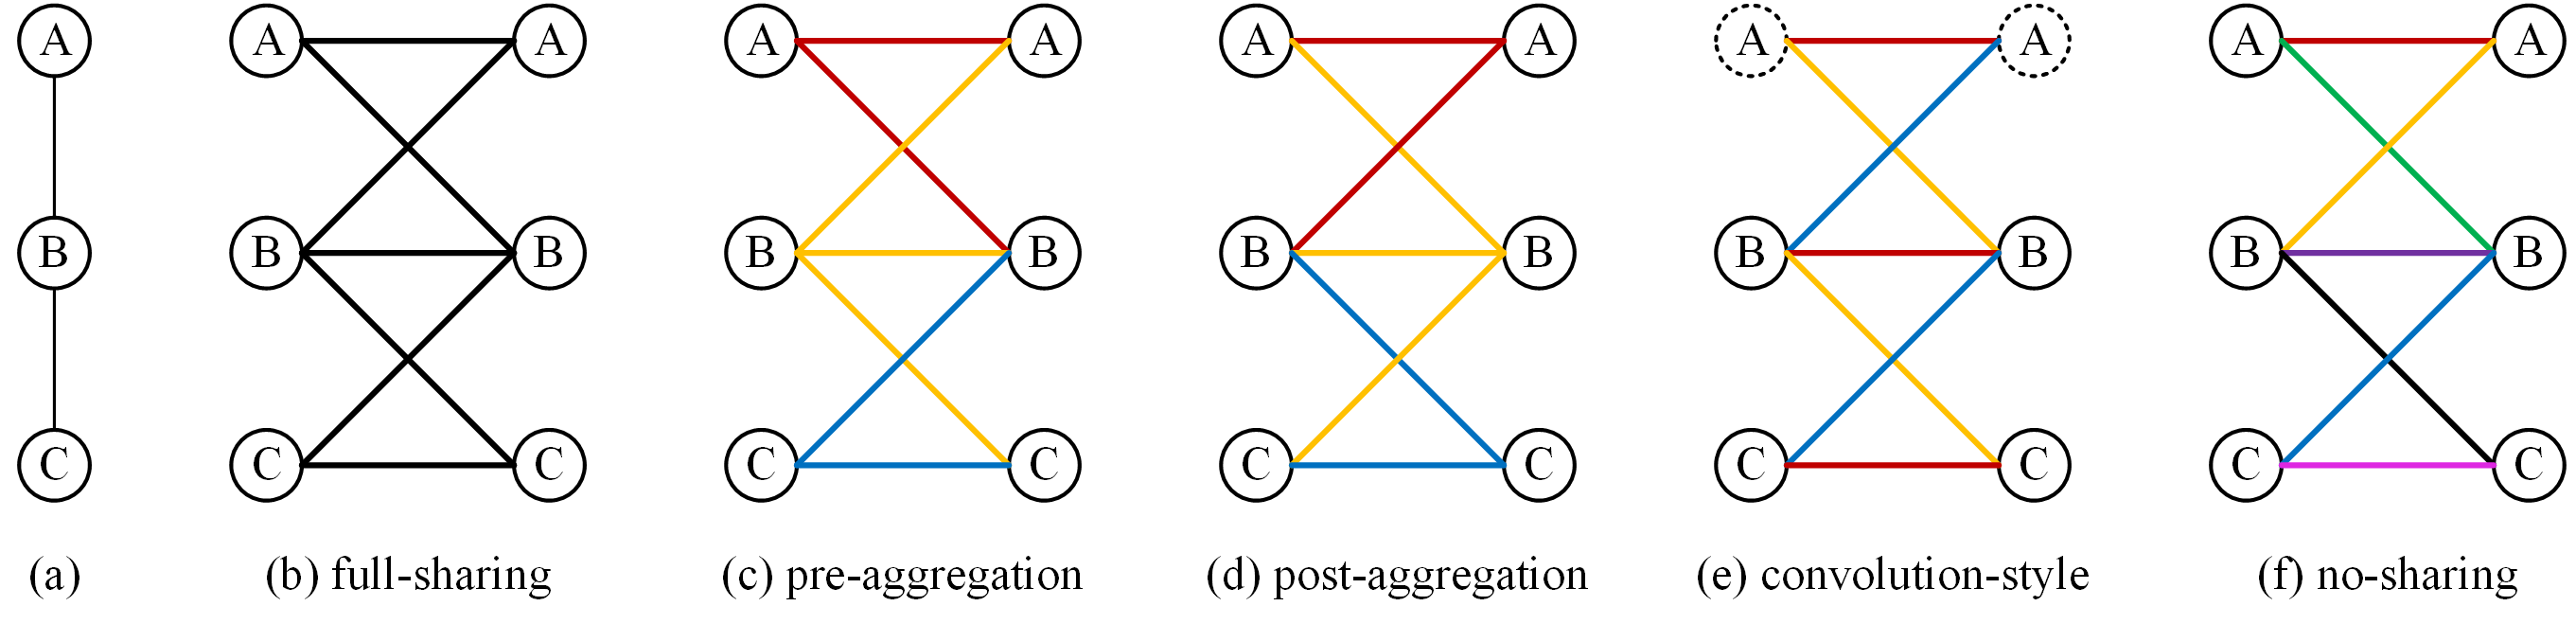 A A A A A A A A A A A
B B B B B B B B B B B
C C C C C C C C C C C
(a) (b) full-sharing (c) pre-aggregation (d) post-aggregation (e) convolution-style (f) no-sharing